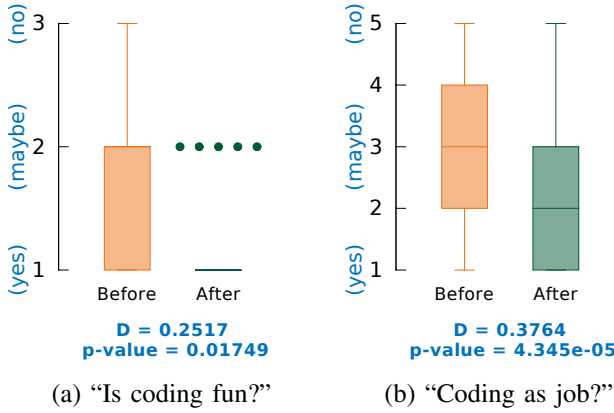 (no)
(maybe)
(yes)
3
2
1
Before
After
D = 0.2517
p-value = 0.01749
(a) “Is coding fun?”
(no)
(maybe)
(yes)
5
4
3
2
1
Before
After
D = 0.3764
p-value = 4.345e-05
(b) “Coding as job?”